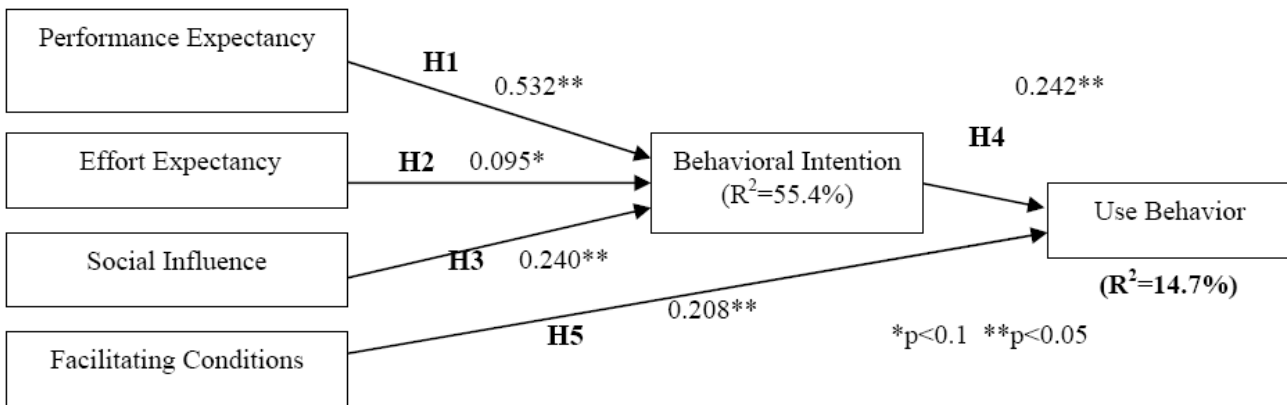 Performance Expectancy
H1
0.532**
0.242**
Effort Expectancy
H2
0.095*
Behavioral Intention
(R²=55.4%)
H4
Use Behavior
(R²=14.7%)
Social Influence
H3
0.240**
Facilitating Conditions
H5
0.208**
*p<0.1 **p<0.05